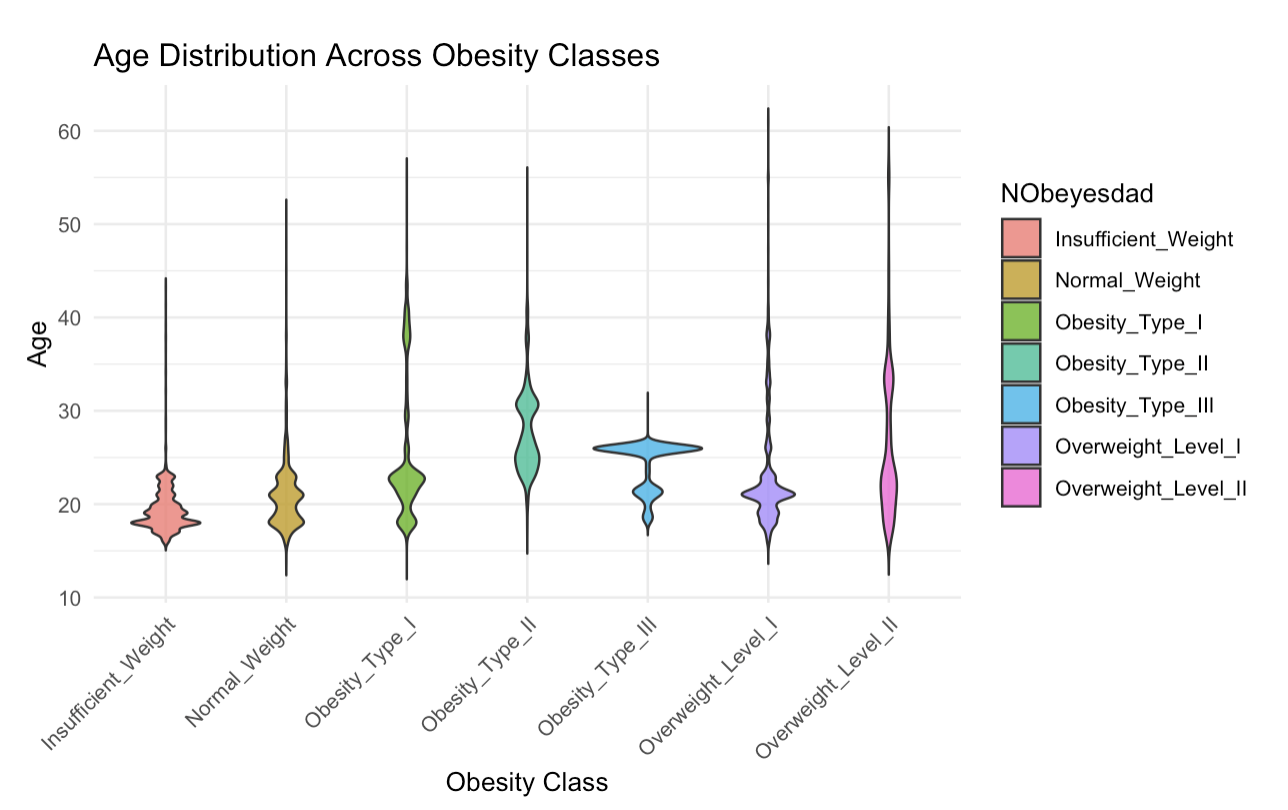 Age Distribution Across Obesity Classes
60
50
40
30
20
10
Age
Insufficient_Weight
Normal_Weight
Obesity_Type_I
Obesity_Type_II
Obesity_Type_III
Overweight_Level_I
Overweight_Level_II
Obesity Class
NObeyesdad
Insufficient_Weight
Normal_Weight
Obesity_Type_I
Obesity_Type_II
Obesity_Type_III
Overweight_Level_I
Overweight_Level_II